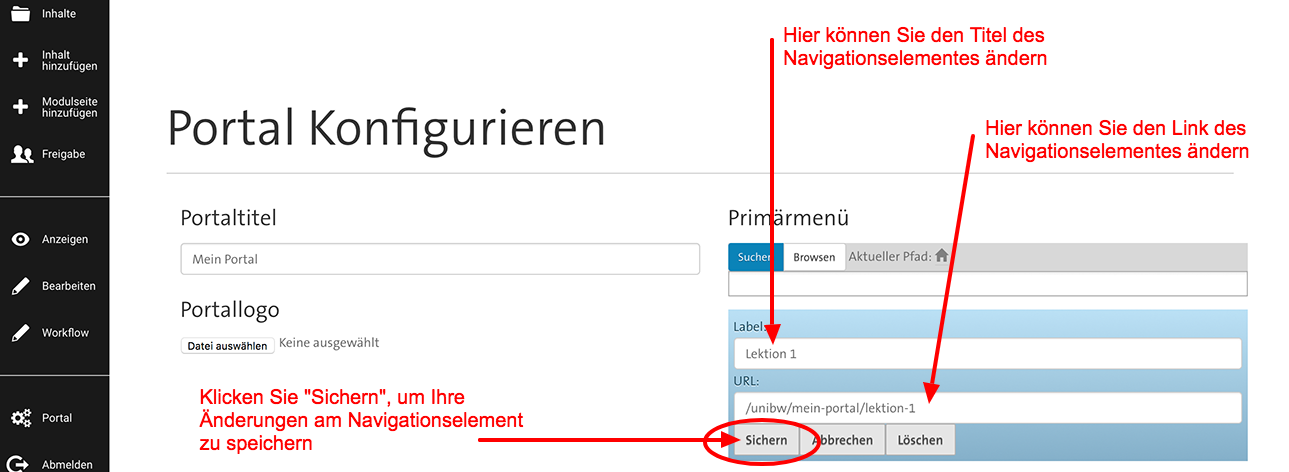 Inhalte
Inhalt
hinzufügen
Modulseite
hinzufügen
Freigabe
Anzeigen
Bearbeiten
Workflow
Portal
Abmelden
Hier können Sie den Titel des
Navigationselementes ändern
Portal Konfigurieren
Hier können Sie den Link des
Navigationselementes ändern
Portaltitel
Mein Portal
Portallogo
Datei auswählen Keine ausgewählt
Klicken Sie "Sichern", um Ihre
Änderungen am Navigationselement
zu speichern
Primärmenü
Suchen Browsen Aktueller Pfad:
Label:
Lektion 1
URL:
/unibw/mein-portal/lektion-1
Sichern Abbrechen Löschen